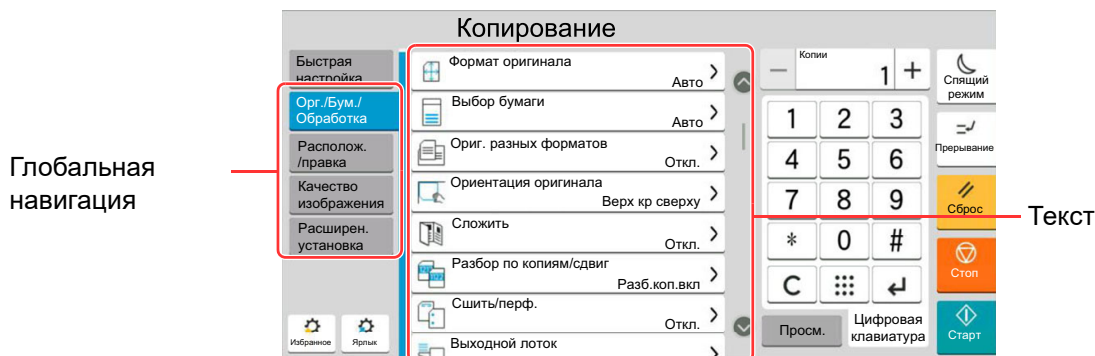 Копирование
Глобальная
навигация
Быстрая
настройка
Орг./Бум./
Обработка
Располож.
/правка
Качество
изображения
Расширен.
установка
Избранное
Ярлык
Формат оригинала
Авто
Выбор бумаги
Авто
Ориг. разных форматов
Откл.
Ориентация оригинала
Верх кр сверху
Сложить
Откл.
Разбор по копиям/сдвиг
Разб.коп.вкл
Сшить/перф.
Откл.
Выходной лоток
Копии
− 1 +
1 2 3
4 5 6
7 8 9
* 0 #
C
Просм.
Цифровая
клавиатура
Спящий
режим
Прерывание
Сброс
Стоп
Старт
Текст